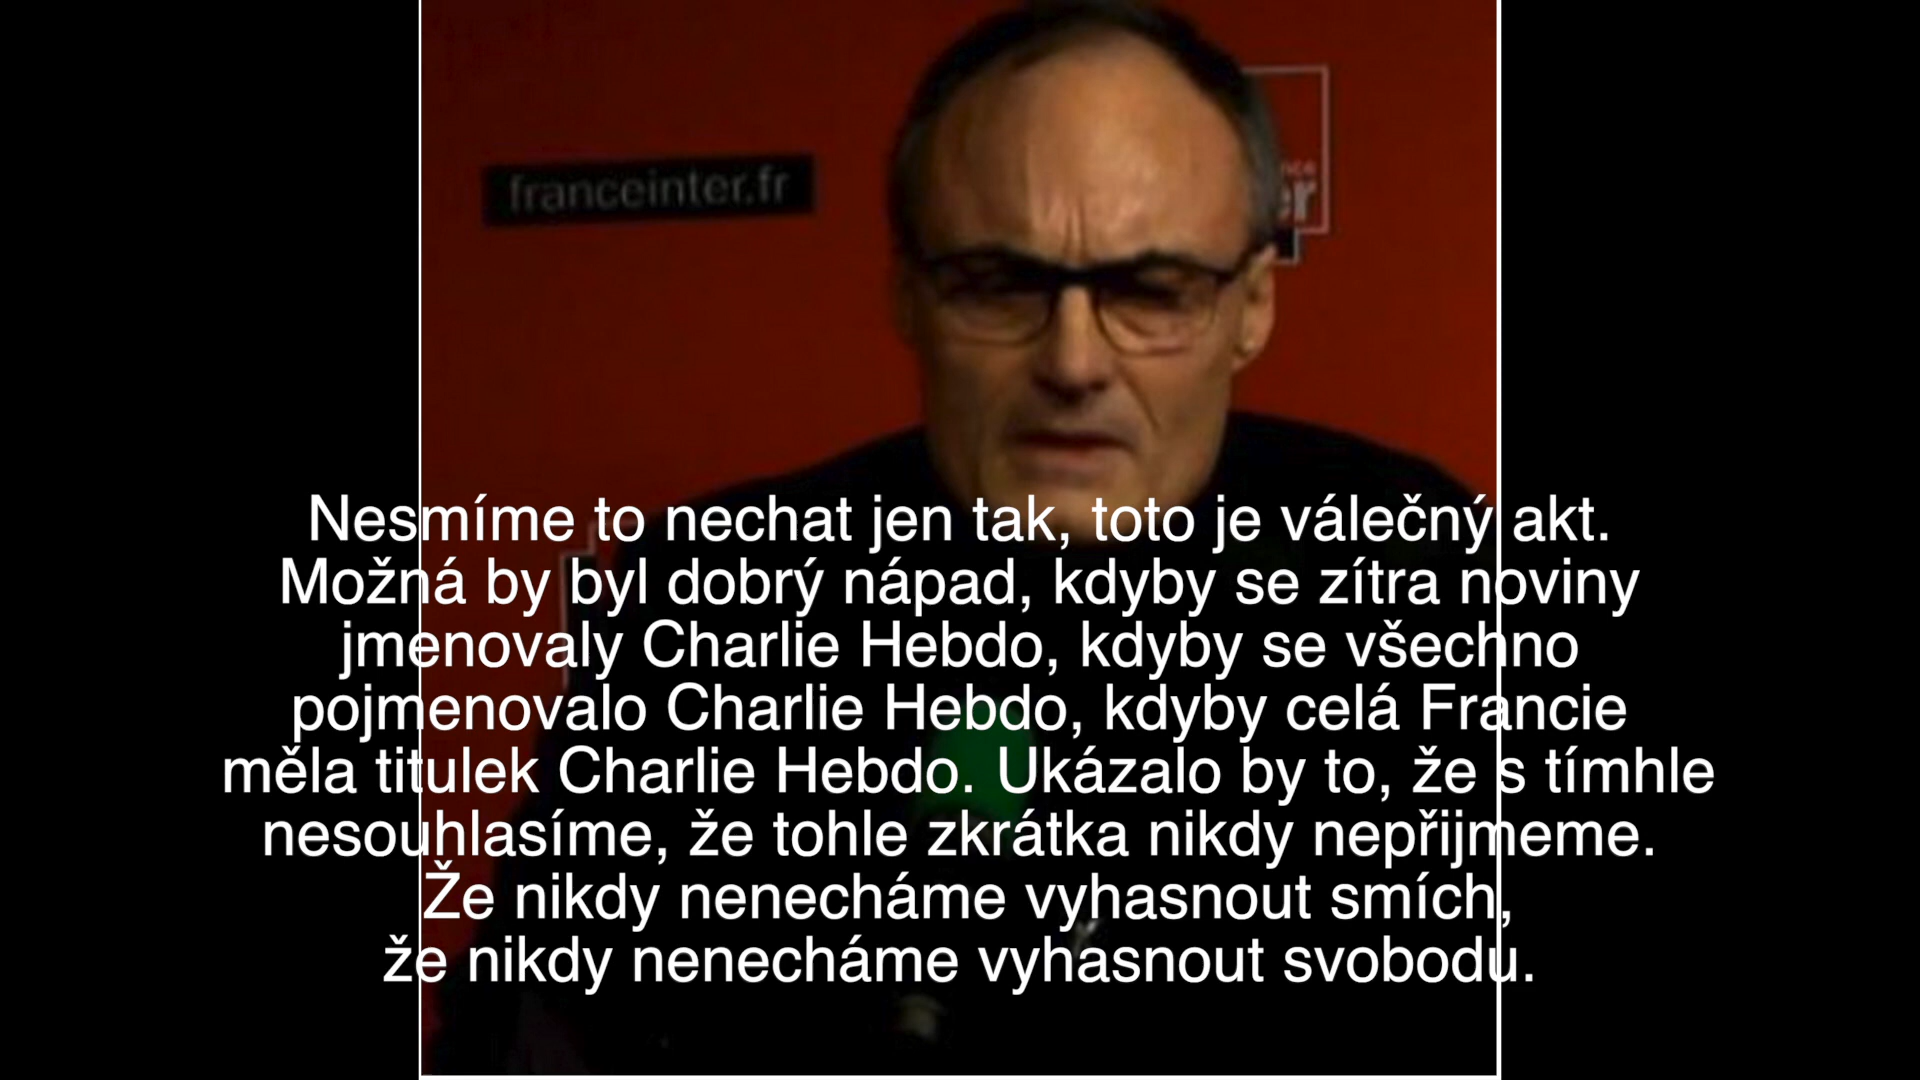 franceinter.fr
Nesmíme to nechat jen tak, toto je válečný akt.
Možná by byl dobrý nápad, kdyby se zítra noviny
jmenovaly Charlie Hebdo, kdyby se všechno
pojmenovalo Charlie Hebdo, kdyby celá Francie
měla titulek Charlie Hebdo. Ukázalo by to, že s tímhle
nesouhlasíme, že tohle zkrátka nikdy nepřijmeme.
Že nikdy nenecháme vyhasnout smích,
že nikdy nenecháme vyhasnout svobodu.